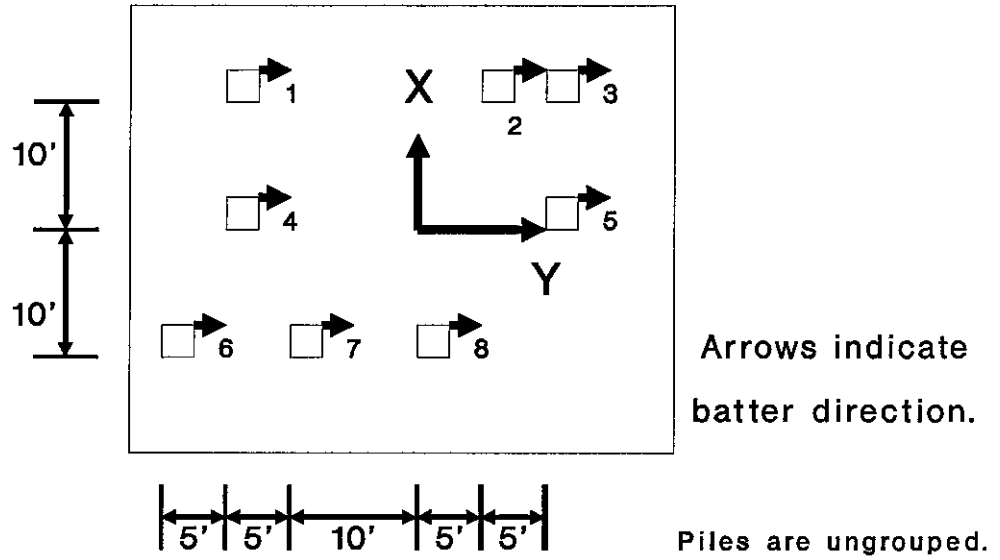 1
X
2
3
10'
4
5
Y
10'
6
7
8
Arrows indicate
batter direction.
5' 5' 10' 5' 5'
Piles are ungrouped.